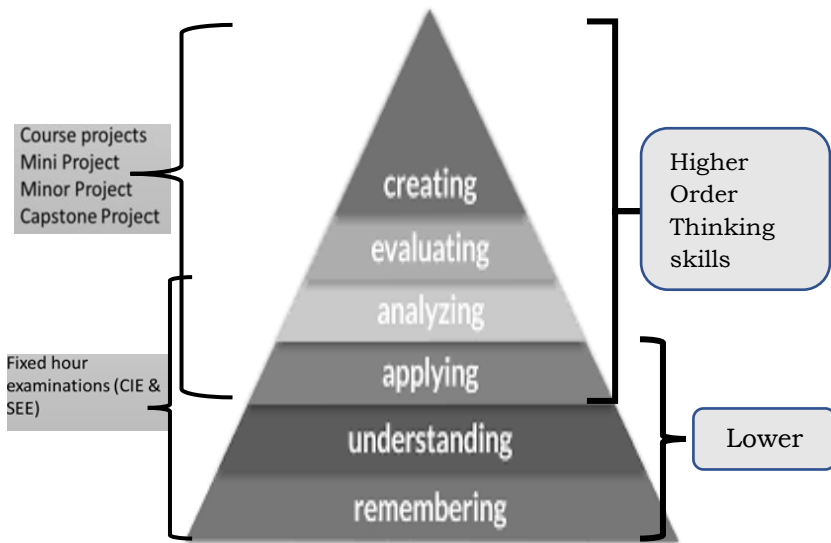 Course projects
Mini Project
Minor Project
Capstone Project
Fixed hour
examinations (CIE &
SEE)
creating
evaluating
analyzing
applying
understanding
remembering
Higher
Order
Thinking
skills
Lower